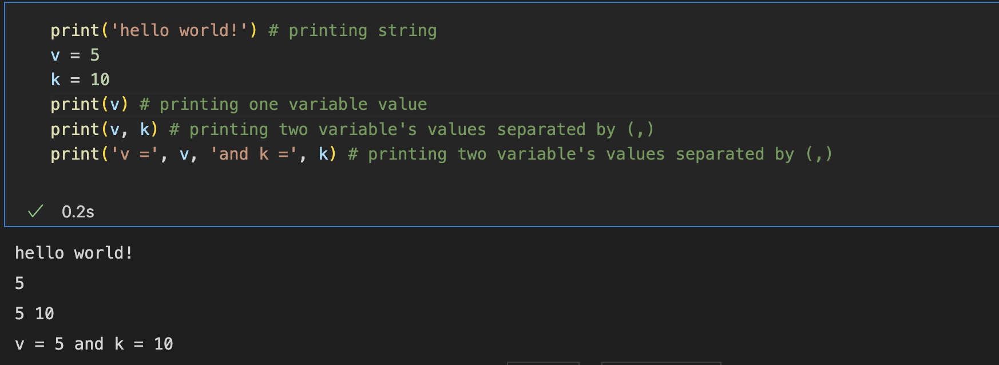 print('hello world!') # printing string
v = 5
k = 10
print(v) # printing one variable value
print(v, k) # printing two variable's values separated by (,)
print('v =', v, 'and k =', k) # printing two variable's values separated by (,)
0.2s
hello world!
5
5 10
v = 5 and k = 10